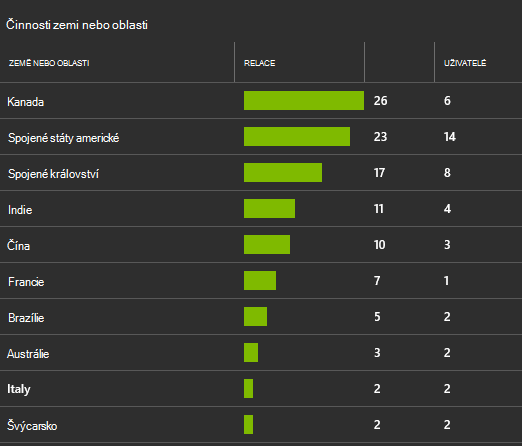 Činnosti zemi nebo oblasti
ZEMĚ NEBO OBLASTI RELACE UŽIVATELÉ
Kanada 26 6
Spojené státy americké 23 14
Spojené království 17 8
Indie 11 4
Čína 10 3
Francie 7 1
Brazílie 5 2
Austrálie 3 2
Italy 2 2
Švýcarsko 2 2